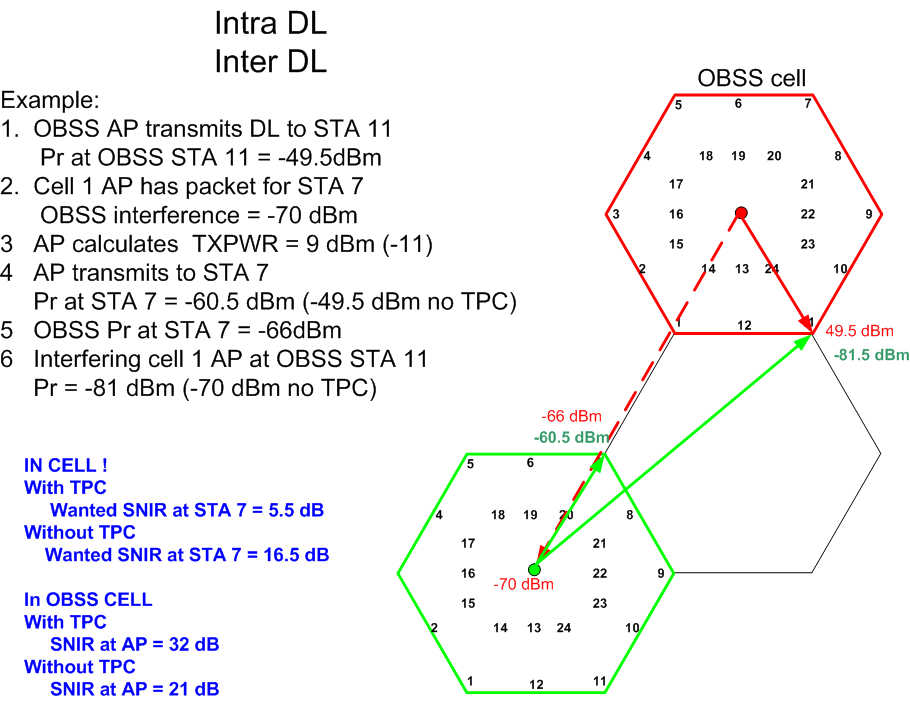 Intra DL
Inter DL
Example:
1. OBSS AP transmits DL to STA 11
Pr at OBSS STA 11 = -49.5dBm
2. Cell 1 AP has packet for STA 7
OBSS interference = -70 dBm
3 AP calculates TXPWR = 9 dBm (-11)
4 AP transmits to STA 7
Pr at STA 7 = -60.5 dBm (-49.5 dBm no TPC)
5 OBSS Pr at STA 7 = -66dBm
6 Interfering cell 1 AP at OBSS STA 11
Pr = -81 dBm (-70 dBm no TPC)
IN CELL !
With TPC
Wanted SNIR at STA 7 = 5.5 dB
Without TPC
Wanted SNIR at STA 7 = 16.5 dB
In OBSS CELL
With TPC
SNIR at AP = 32 dB
Without TPC
SNIR at AP = 21 dB
OBSS cell
5 6 7
4 18 19 20 8
17 21
3 16 22 9
15 23
2 14 13 24 10
1 12 1
49.5 dBm
-81.5 dBm
-66 dBm
-60.5 dBm
5 6
4 18 19 20 8
17 21
16 22 9
-70 dBm
15 23
2 14 13 24 10
1 12 11